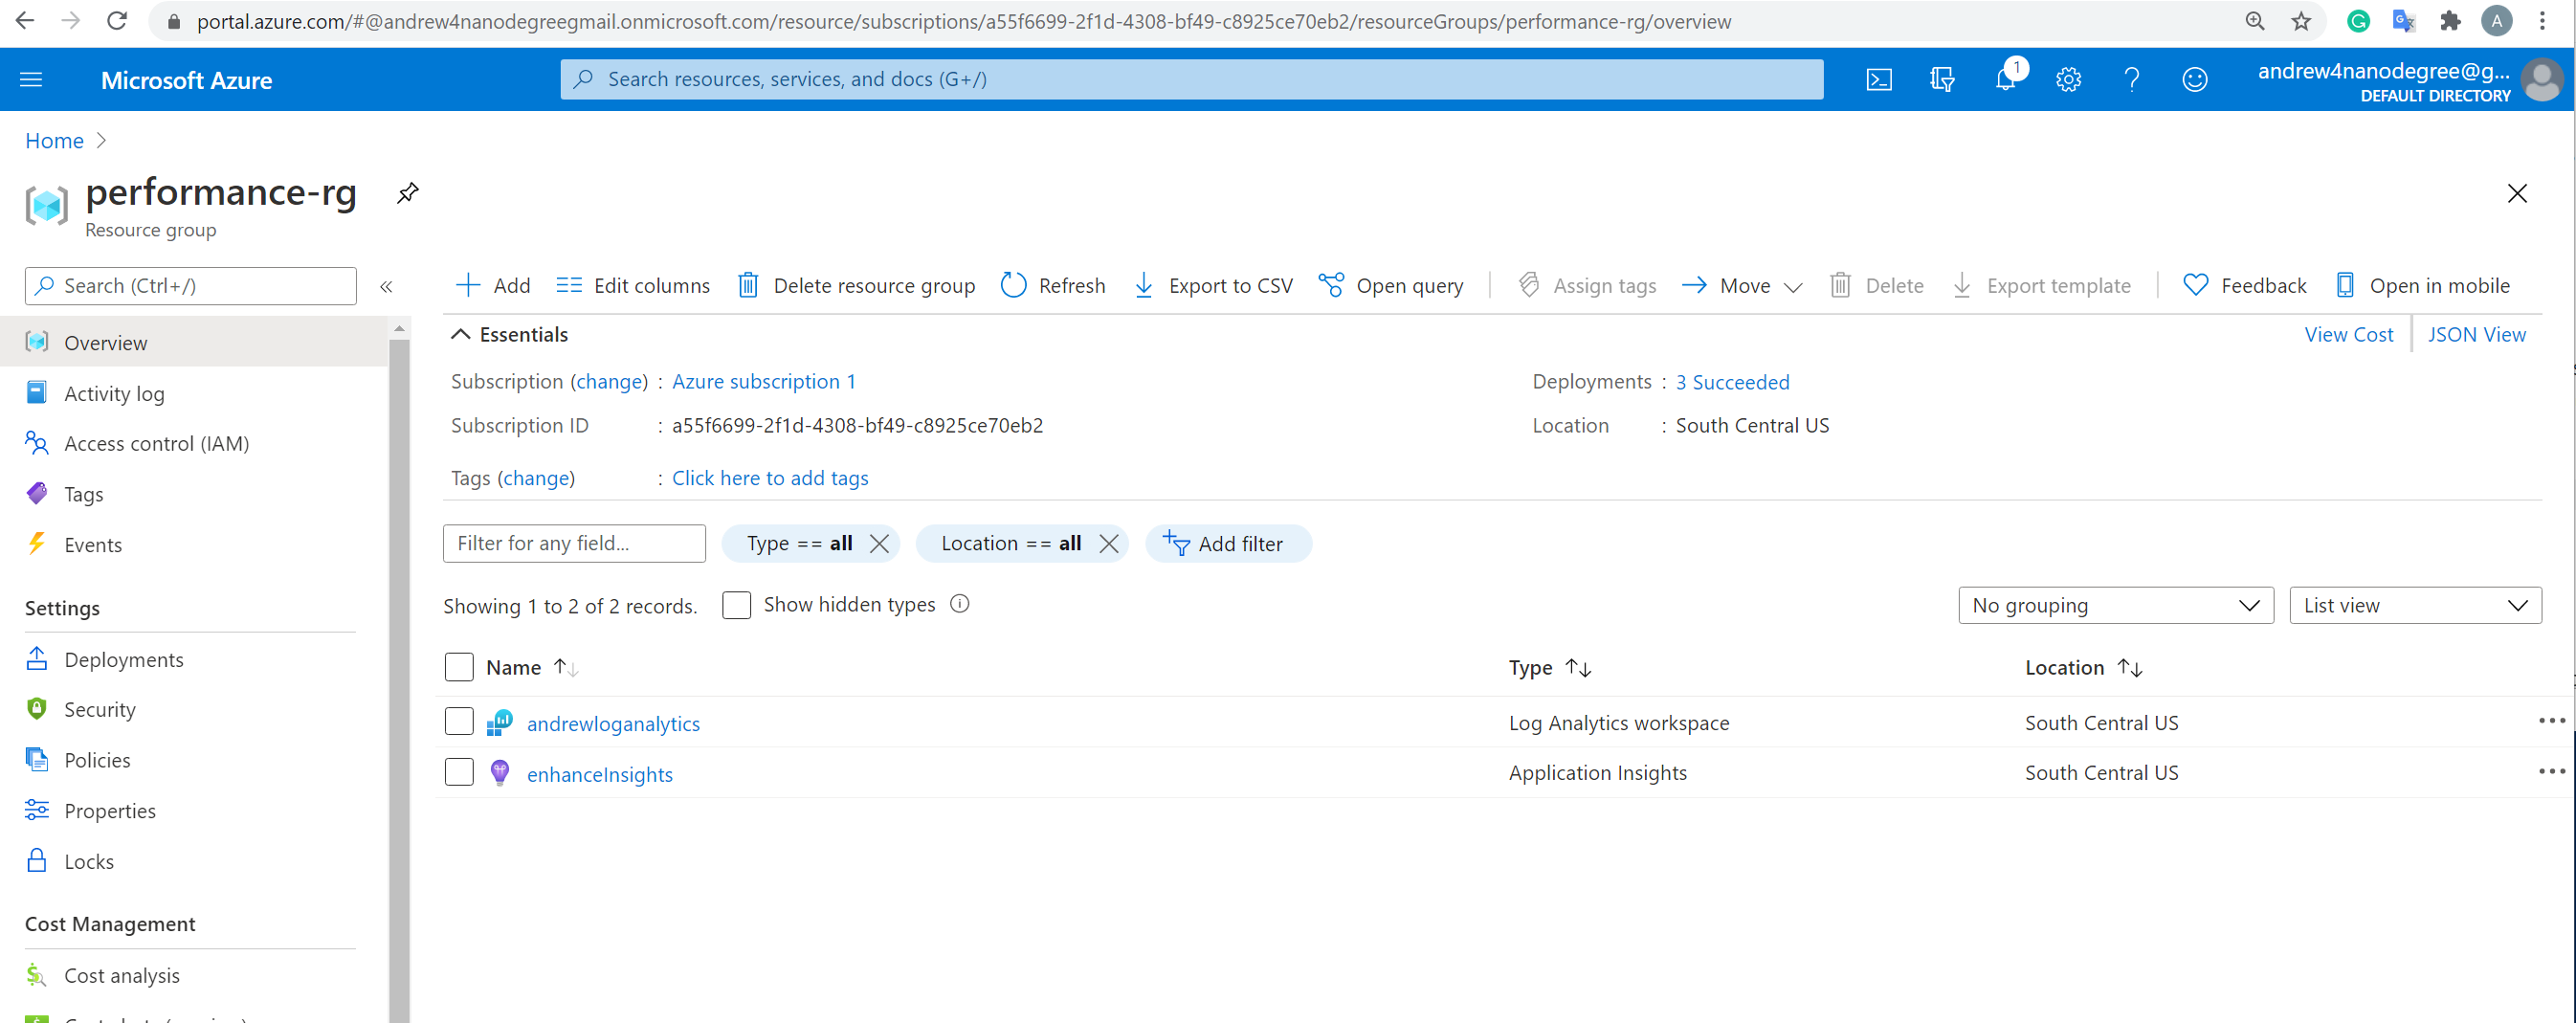 portal.azure.com/#@andrew4nanodegreegmail.onmicrosoft.com/resource/subscriptions/a55f6699-2f1d-4308-bf49-c8925ce70eb2/resourceGroups/performance-rg/overview
A
Microsoft Azure
Search resources, services, and docs (G+/)
1
andrew4nanodegree@g...
DEFAULT DIRECTORY
Home
performance-rg
Resource group
Search (Ctrl+/)
«
Add Edit columns Delete resource group Refresh Export to CSV Open query Assign tags Move Delete Export template Feedback Open in mobile
Overview
Activity log
Access control (IAM)
Tags
Events
Settings
Deployments
Security
Policies
Properties
Locks
Cost Management
Cost analysis
Essentials
View Cost JSON View
Subscription (change) : Azure subscription 1
Deployments : 3 Succeeded
Subscription ID : a55f6699-2f1d-4308-bf49-c8925ce70eb2
Location : South Central US
Tags (change) : Click here to add tags
Filter for any field... Type == all Location == all Add filter
Showing 1 to 2 of 2 records. Show hidden types
No grouping List view
Name Type Location
andrewloganalytics Log Analytics workspace South Central US
enhanceInsights Application Insights South Central US